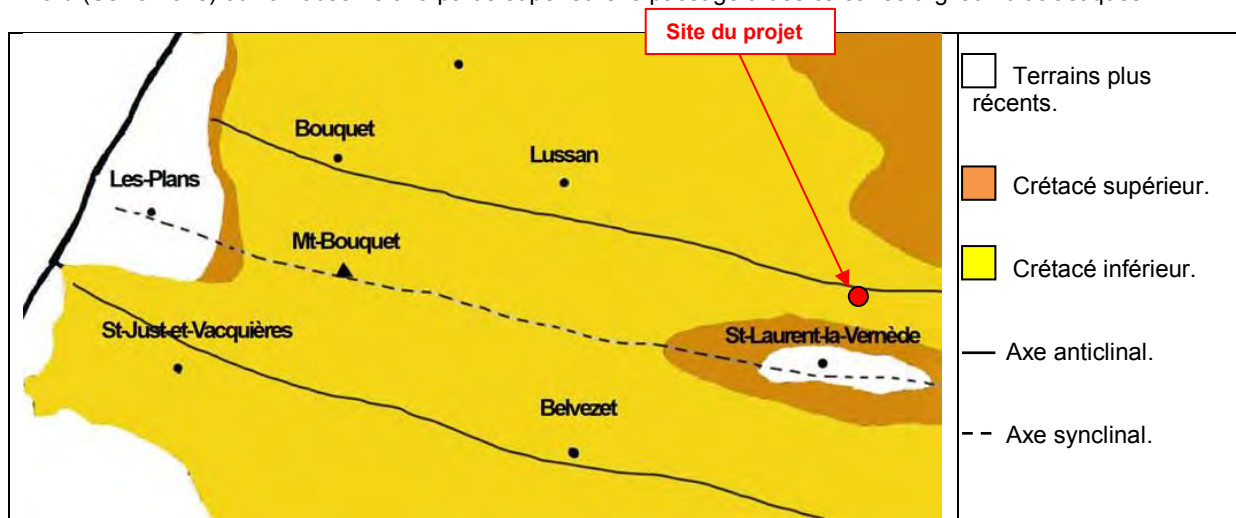 Site du projet
Terrains plus
récents.
Bouquet
Lussan
Les-Plans
Crétacé supérieur.
Mt-Bouquet
Crétacé inférieur.
St-Just-et-Vacquières
St-Laurent-la-Vernède
Axe anticlinal.
Belvezet
Axe synclinal.